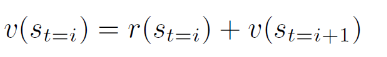 v(s_{t=i}) = r(s_{t=i}) + v(s_{t=i+1})